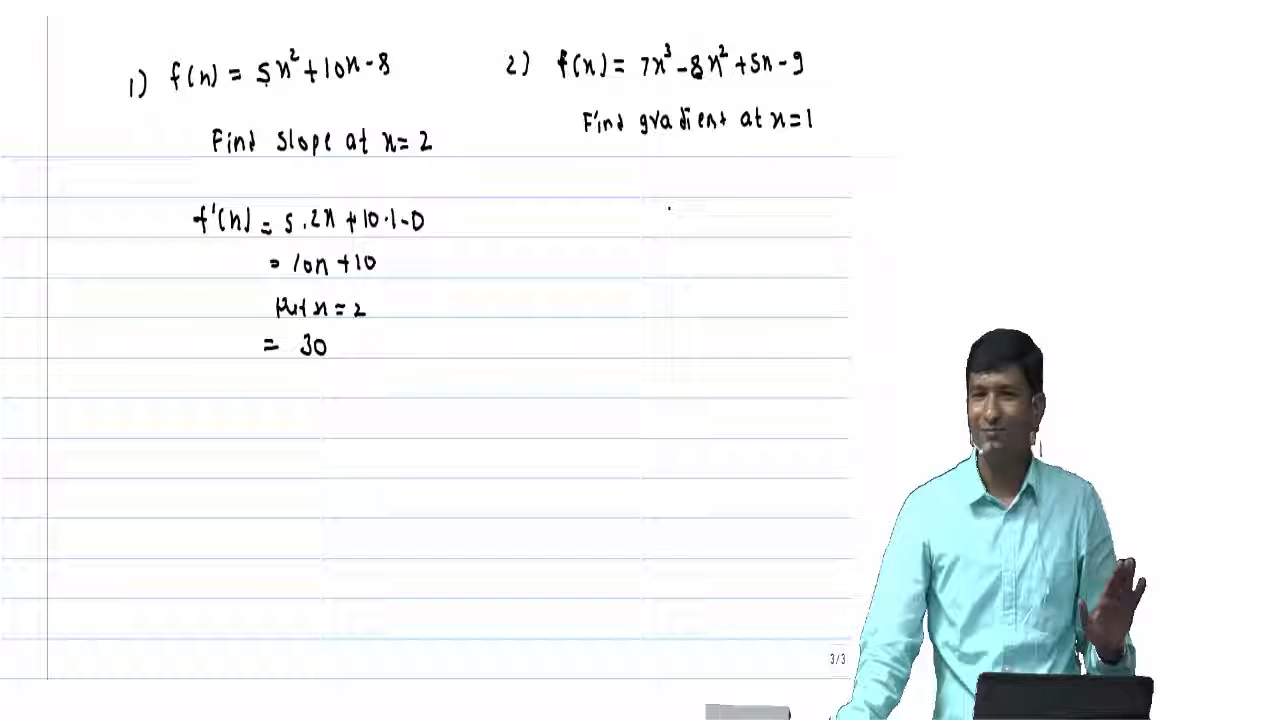 1) f(x) = 5x² + 10x - 8
Find slope at x = 2
f'(x) = 5.2x + 10.1 - 0
= 10x + 10
Put x = 2
= 30
2) f(x) = 7x³ - 8x² + 5x - 9
Find gradient at x = 1
3/3